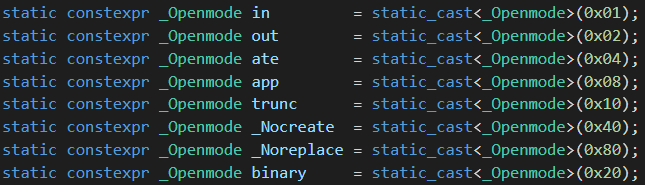 static constexpr _Openmode in         = static_cast<_Openmode>(0x01);
static constexpr _Openmode out        = static_cast<_Openmode>(0x02);
static constexpr _Openmode ate        = static_cast<_Openmode>(0x04);
static constexpr _Openmode app        = static_cast<_Openmode>(0x08);
static constexpr _Openmode trunc      = static_cast<_Openmode>(0x10);
static constexpr _Openmode _Nocreate  = static_cast<_Openmode>(0x40);
static constexpr _Openmode _Noreplace = static_cast<_Openmode>(0x80);
static constexpr _Openmode binary     = static_cast<_Openmode>(0x20);